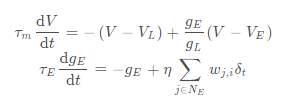 τ_m dV/dt = −(V − V_L) + g_E/g_L (V − V_E)
τ_E dg_E/dt = −g_E + η ∑_{j∈N_E} w_{j,i}δ_t